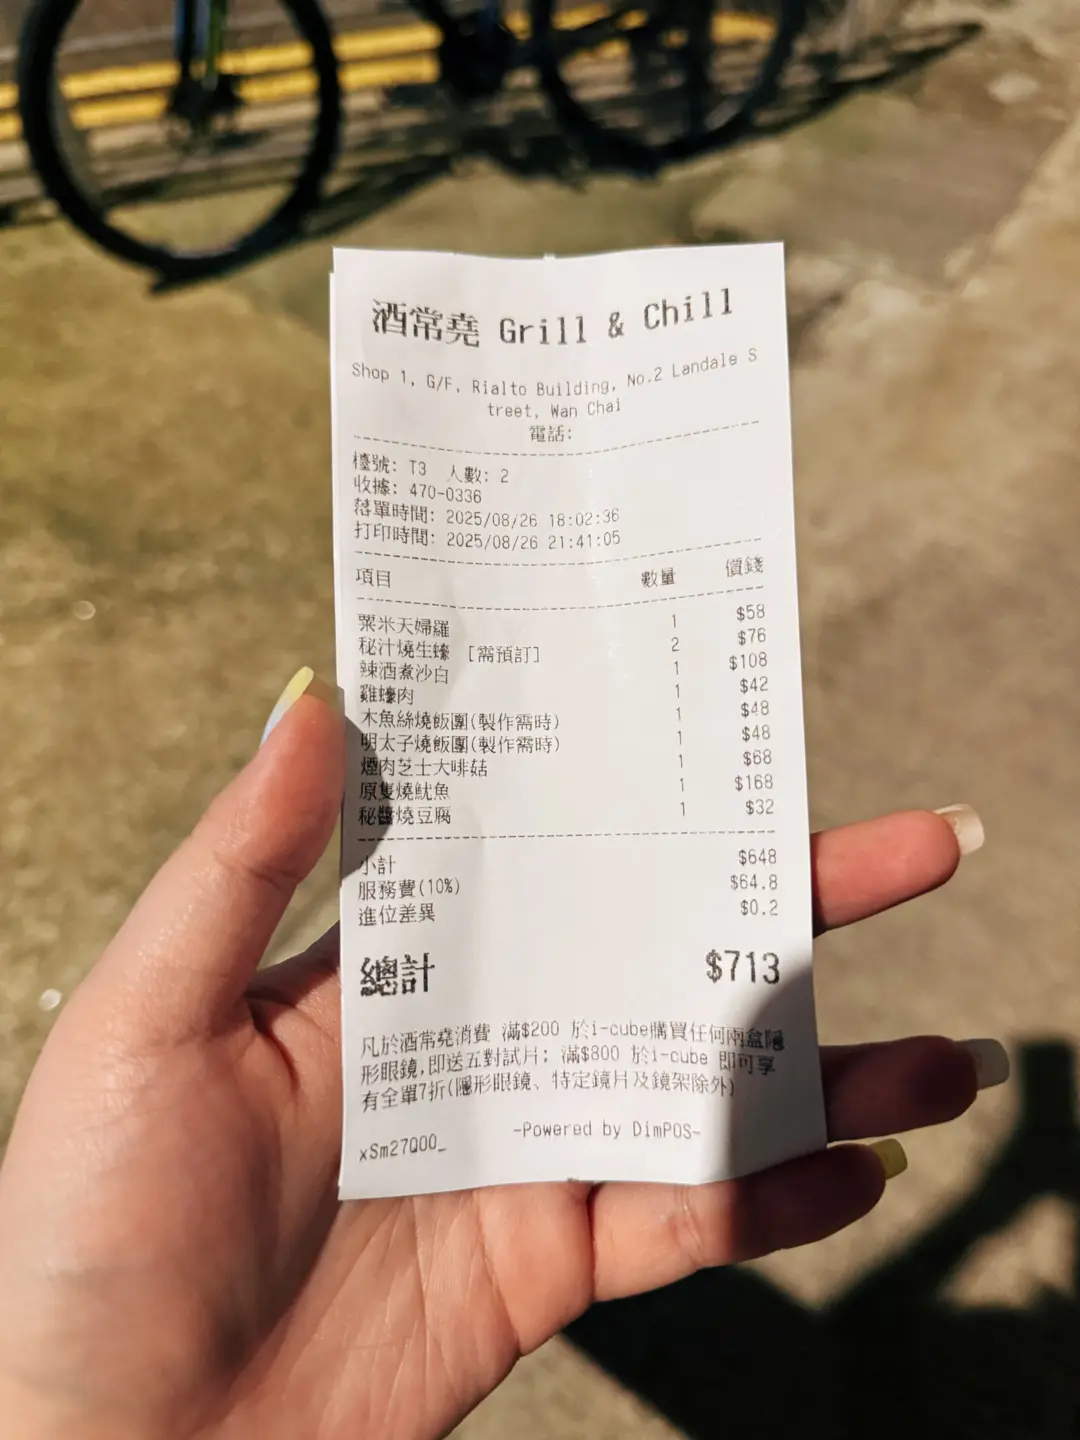 酒常堯 Grill & Chill
Shop 1, G/F, Rialto Building, No.2 Landale S
treet, Wan Chai
電話:
檯號: T3 人數: 2
收據: 470-0336
落單時間: 2025/08/26 18:02:36
打印時間: 2025/08/26 21:41:05
項目 數量 價錢
粟米天婦羅 1 $58
秘汁燒生蠔 [需預訂] 2 $76
辣酒煮沙白 1 $108
雞蠔肉 1 $42
木魚絲燒飯團(製作需時) 1 $48
明太子燒飯團(製作需時) 1 $48
煙肉芝士大啡菇 1 $68
原隻燒魷魚 1 $168
秘醬燒豆腐 1 $32
小計 $648
服務費(10%) $64.8
進位差異 $0.2
總計 $713
凡於酒常堯消費 滿$200 於i-cube購買任何兩盒隱
形眼鏡,即送五對試片; 滿$800 於i-cube 即可享
有全單7折(隱形眼鏡、特定鏡片及鏡架除外)
-Powered by DimPOS-
xSm27Q00_